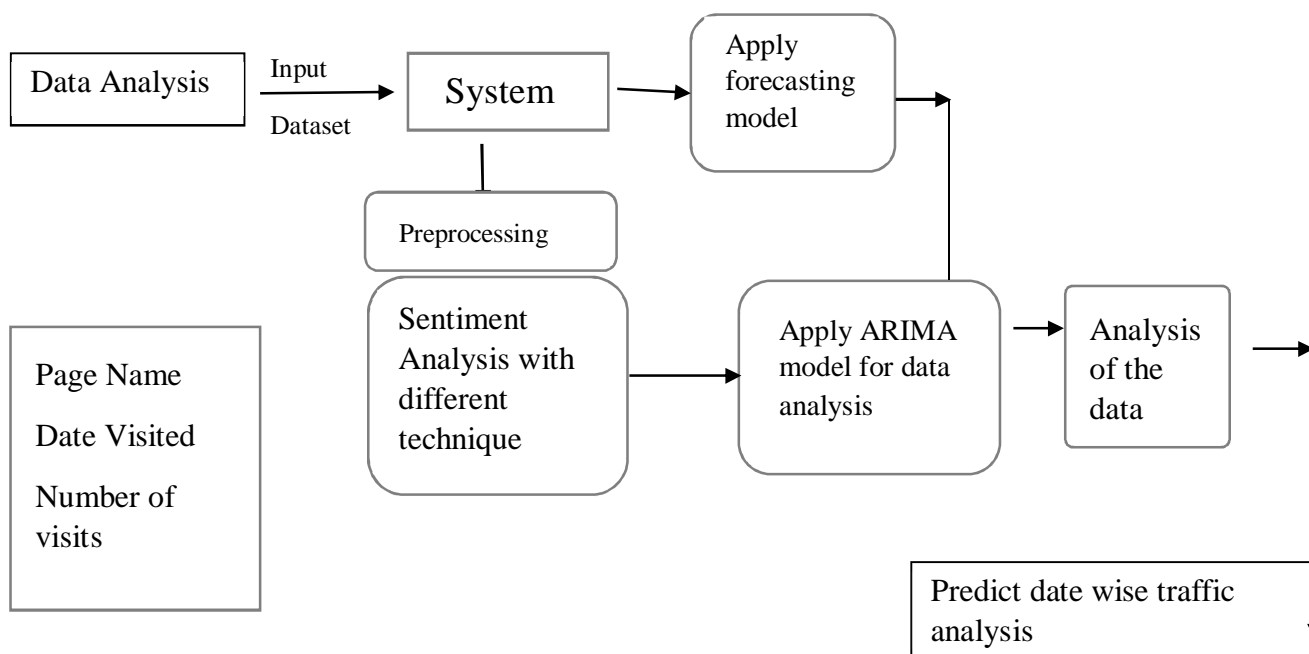 Data Analysis
Input
Dataset
System
Apply
forecasting
model
Preprocessing
Sentiment
Analysis with
different
technique
Apply ARIMA
model for data
analysis
Analysis
of the
data
Page Name
Date Visited
Number of
visits
Predict date wise traffic
analysis